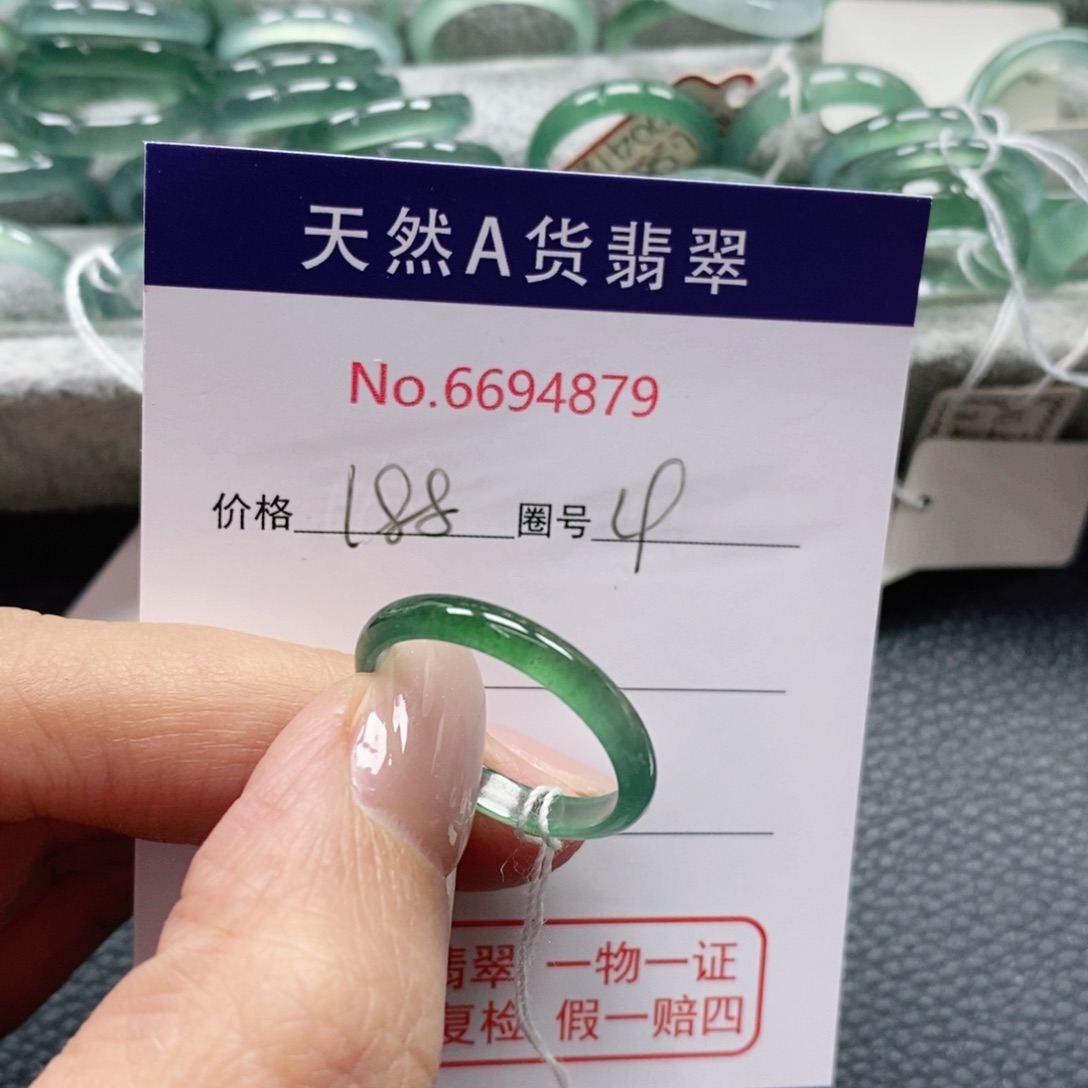 天然A货翡翠
No.6694879
价格 188 圈号 4
翡翠 一物一证
复检 假一赔四